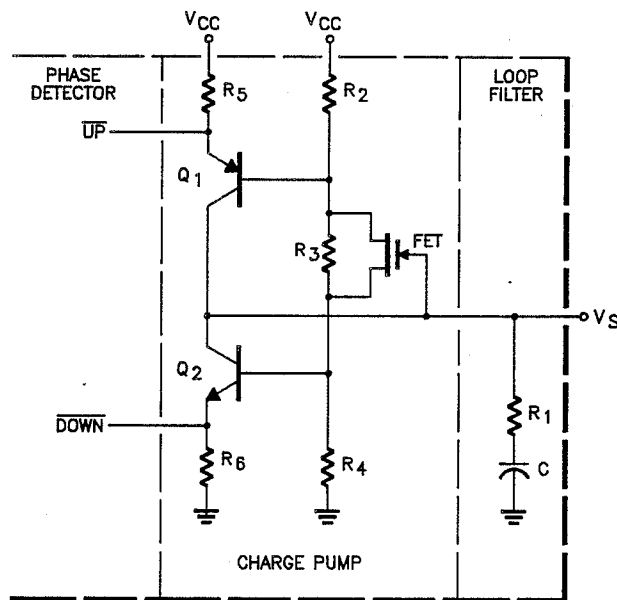 VCC
VCC
PHASE
DETECTOR
LOOP
FILTER
R5
R2
UP
Q1
R3
FET
VS
Q2
DOWN
R1
R6
R4
C
CHARGE PUMP